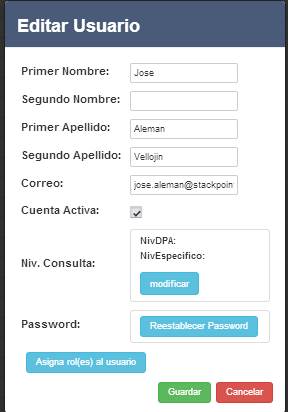 Editar Usuario
Primer Nombre: Jose
Segundo Nombre:
Primer Apellido: Aleman
Segundo Apellido: Vellojin
Correo: jose.aleman@stackpoin
Cuenta Activa:
NivDPA:
NivEspecifico:
Niv. Consulta:
modificar
Password: Reestablecer Password
Asigna rol(es) al usuario
Guardar Cancelar